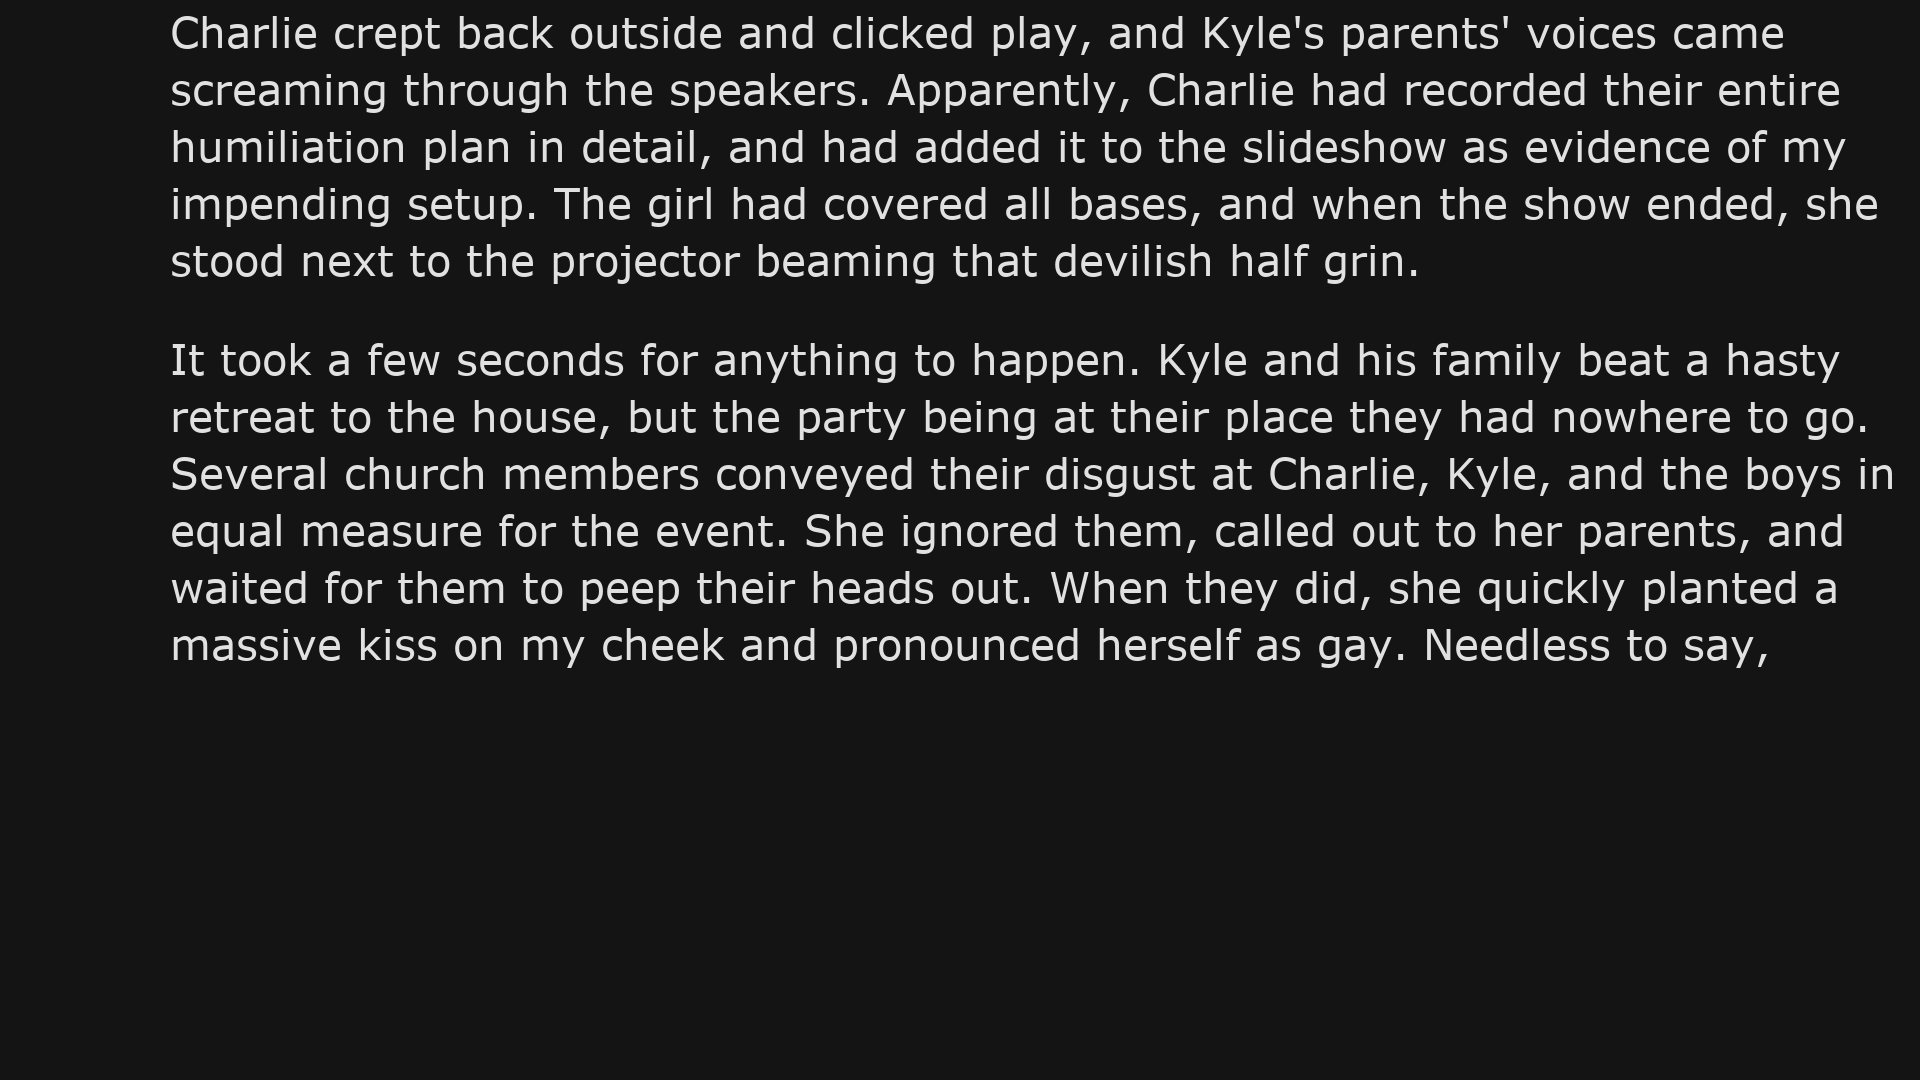 Charlie crept back outside and clicked play, and Kyle's parents' voices came
screaming through the speakers. Apparently, Charlie had recorded their entire
humiliation plan in detail, and had added it to the slideshow as evidence of my
impending setup. The girl had covered all bases, and when the show ended, she
stood next to the projector beaming that devilish half grin.
It took a few seconds for anything to happen. Kyle and his family beat a hasty
retreat to the house, but the party being at their place they had nowhere to go.
Several church members conveyed their disgust at Charlie, Kyle, and the boys in
equal measure for the event. She ignored them, called out to her parents, and
waited for them to peep their heads out. When they did, she quickly planted a
massive kiss on my cheek and pronounced herself as gay. Needless to say,